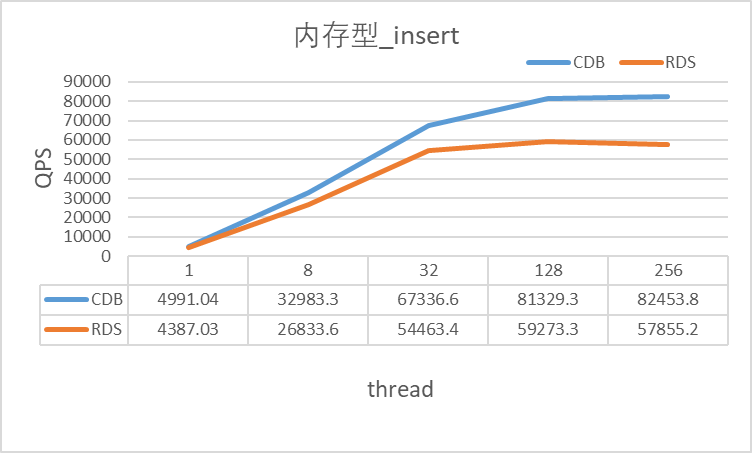 内存型_insert
CDB RDS
90000
80000
70000
60000
50000
40000
30000
20000
10000
0
QPS
1 8 32 128 256
CDB 4991.04 32983.3 67336.6 81329.3 82453.8
RDS 4387.03 26833.6 54463.4 59273.3 57855.2
thread